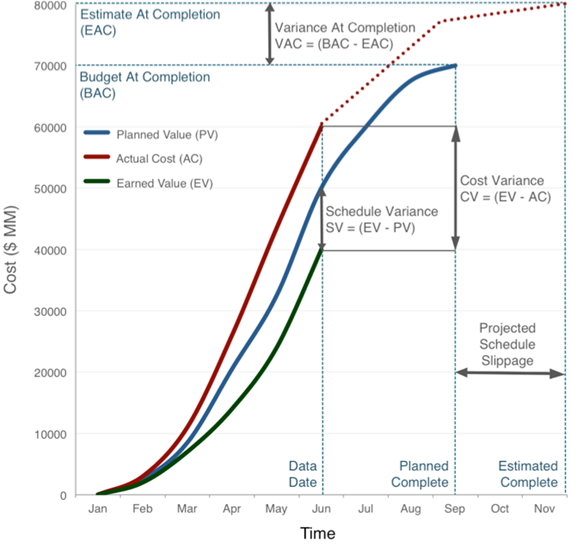 80000
Estimate At Completion
(EAC)
Variance At Completion
VAC = (BAC - EAC)
70000
Budget At Completion
(BAC)
60000
Planned Value (PV)
Actual Cost (AC)
Earned Value (EV)
50000
Cost Variance
CV = (EV - AC)
Schedule Variance
SV = (EV - PV)
40000
Cost ($ MM)
30000
Projected
Schedule
Slippage
20000
10000
Data
Date
Planned
Complete
Estimated
Complete
0
Jan Feb Mar Apr May Jun Jul Aug Sep Oct Nov
Time